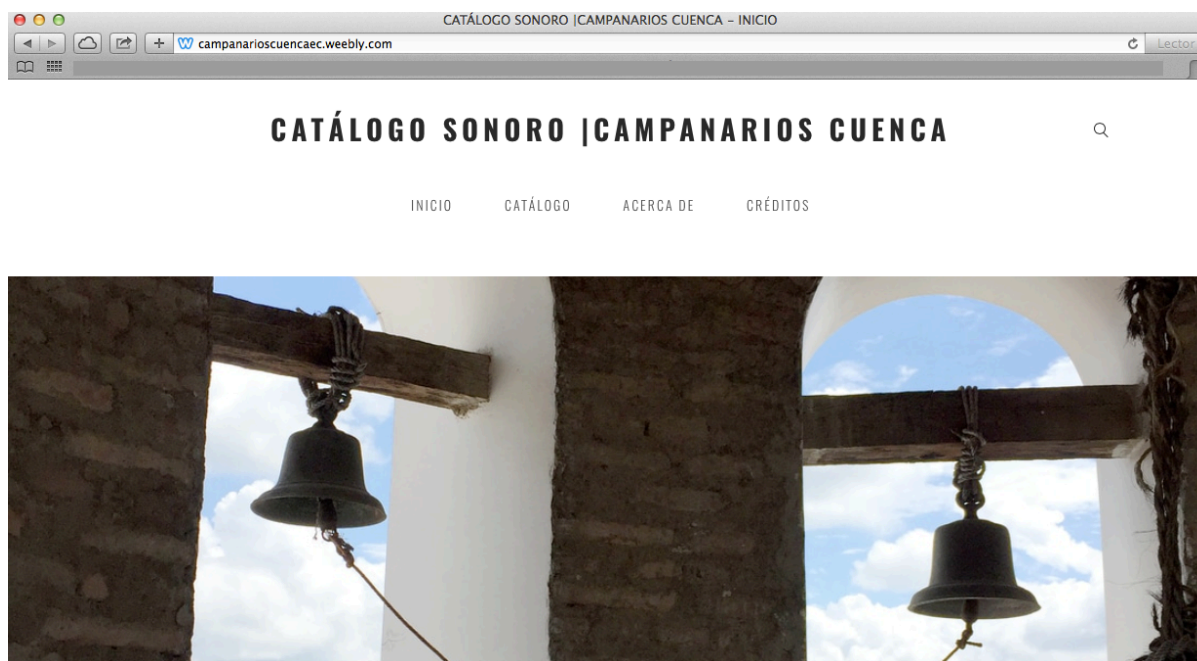 CATÁLOGO SONORO |CAMPANARIOS CUENCA – INICIO
campanarioscuencaec.weebly.com
Lector
CATÁLOGO SONORO |CAMPANARIOS CUENCA
INICIO CATÁLOGO ACERCA DE CRÉDITOS